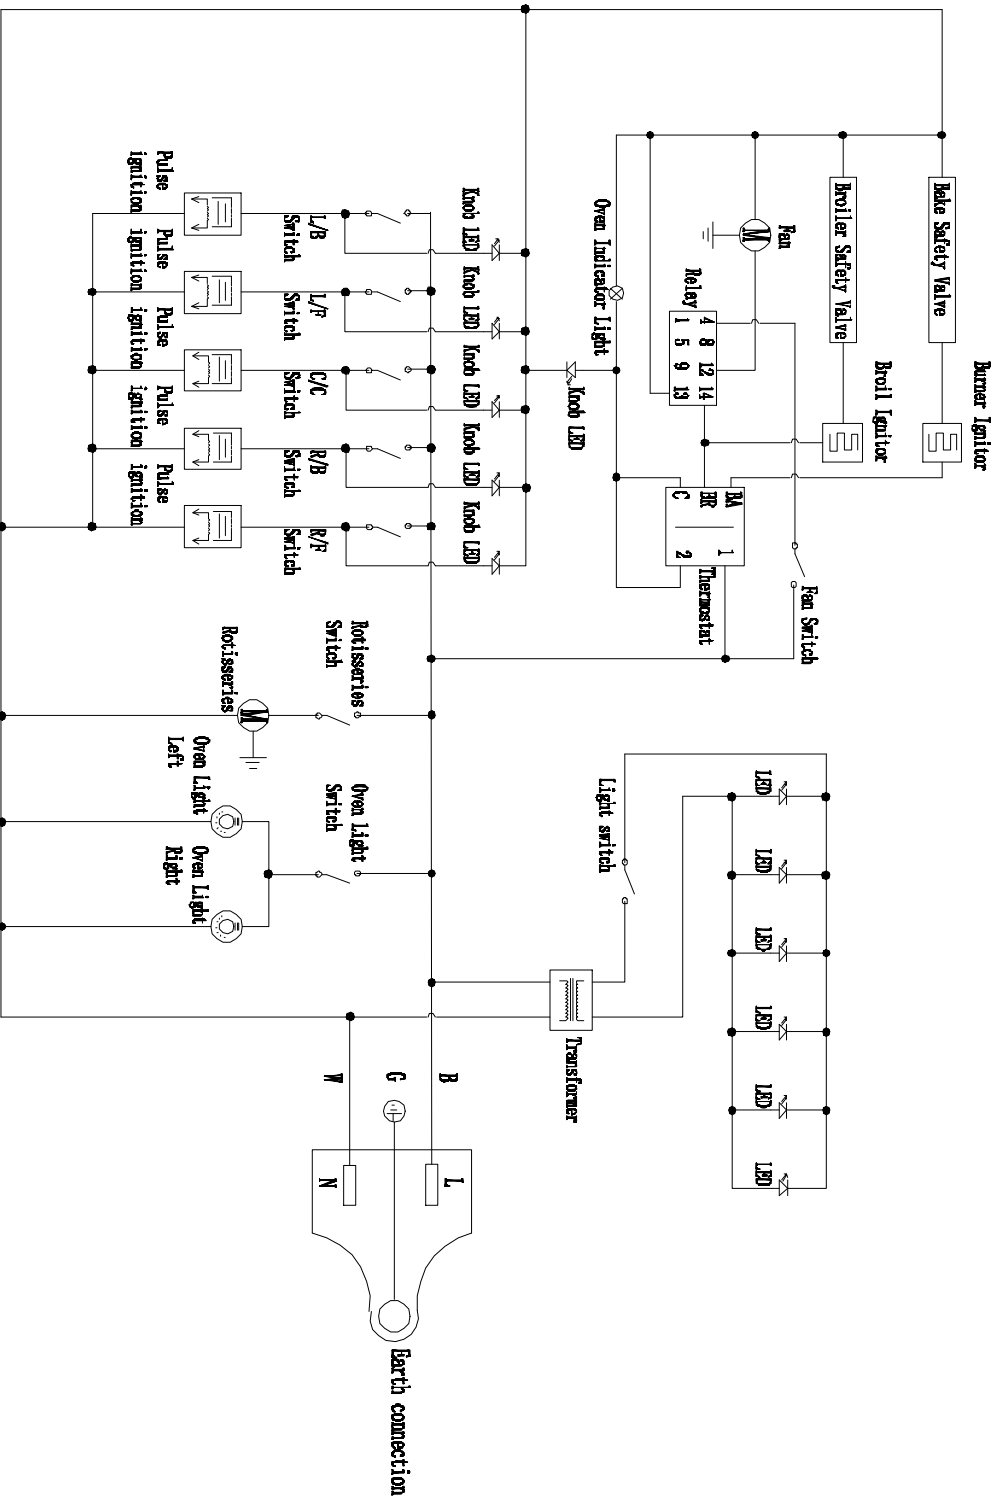 Burner Ignitor
Bake Safety Valve
Broil Ignitor
Broiler Safety Valve
Fan
M
Fan Switch
Relay
4 8 12 14
1 5 9 13
BA
BR
C
1
2
Thermostat
Oven Indicator Light
Knob LED
LED
LED
LED
LED
LED
LED
Light switch
Transformer
Knob LED
Knob LED
Knob LED
Knob LED
Knob LED
L/B
Switch
L/F
Switch
C/C
Switch
R/B
Switch
R/F
Switch
Pulse
ignition
Pulse
ignition
Pulse
ignition
Pulse
ignition
Pulse
ignition
Rotisseries
Switch
M
Rotisseries
Oven Light
Switch
Oven Light
Left
Oven Light
Right
B
G
W
L
N
Earth connection